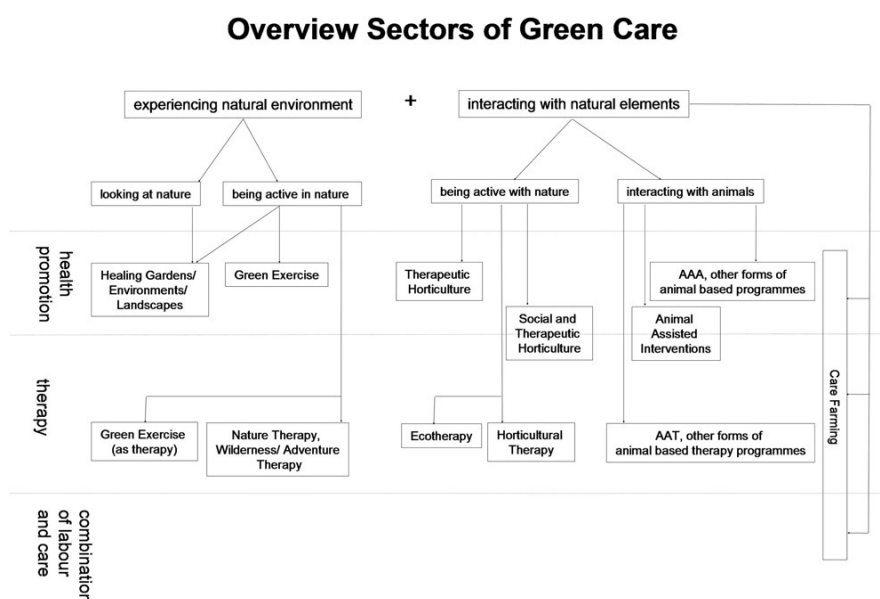 Overview Sectors of Green Care
experiencing natural environment
+
interacting with natural elements
looking at nature
being active in nature
being active with nature
interacting with animals
health
promotion
Healing Gardens/
Environments/
Landscapes
Green Exercise
Therapeutic
Horticulture
AAA, other forms of
animal based programmes
Social and
Therapeutic
Horticulture
Animal
Assisted
Interventions
Care Farming
therapy
Green Exercise
(as therapy)
Nature Therapy,
Wilderness/ Adventure
Therapy
Ecotherapy
Horticultural
Therapy
AAT, other forms of
animal based therapy programmes
combination
of labour
and care